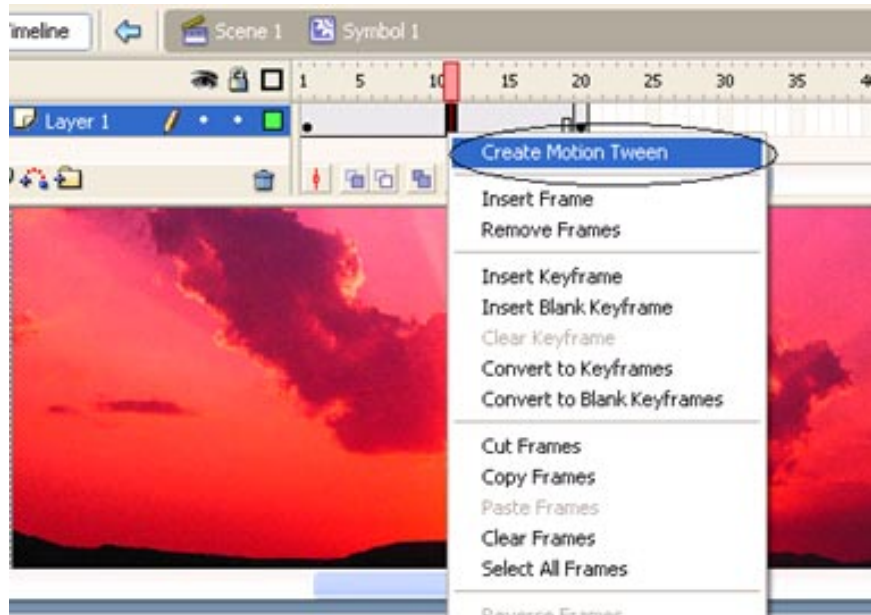 Timeline Scene 1 Symbol 1
1 5 10 15 20 25 30 35
Layer 1
Create Motion Tween
Insert Frame
Remove Frames
Insert Keyframe
Insert Blank Keyframe
Clear Keyframe
Convert to Keyframes
Convert to Blank Keyframes
Cut Frames
Copy Frames
Paste Frames
Clear Frames
Select All Frames
Reverse Frames